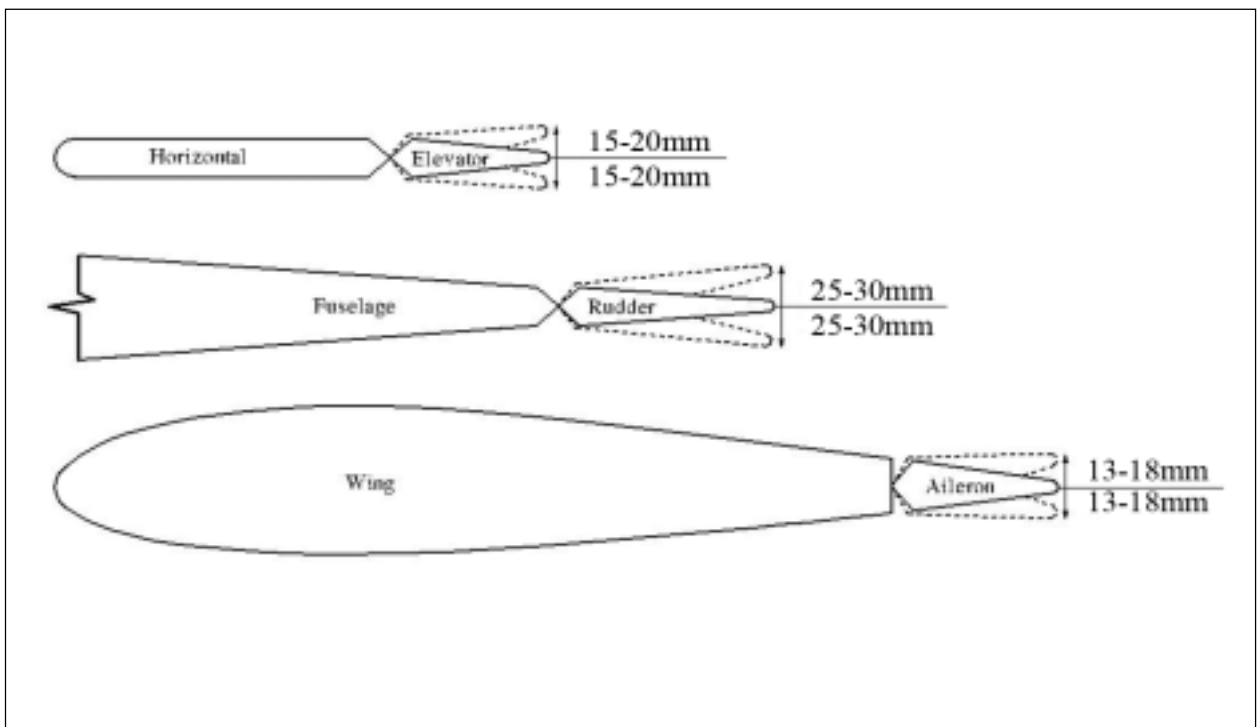 Horizontal
Elevator
15-20mm
15-20mm
Fuselage
Rudder
25-30mm
25-30mm
Wing
Aileron
13-18mm
13-18mm